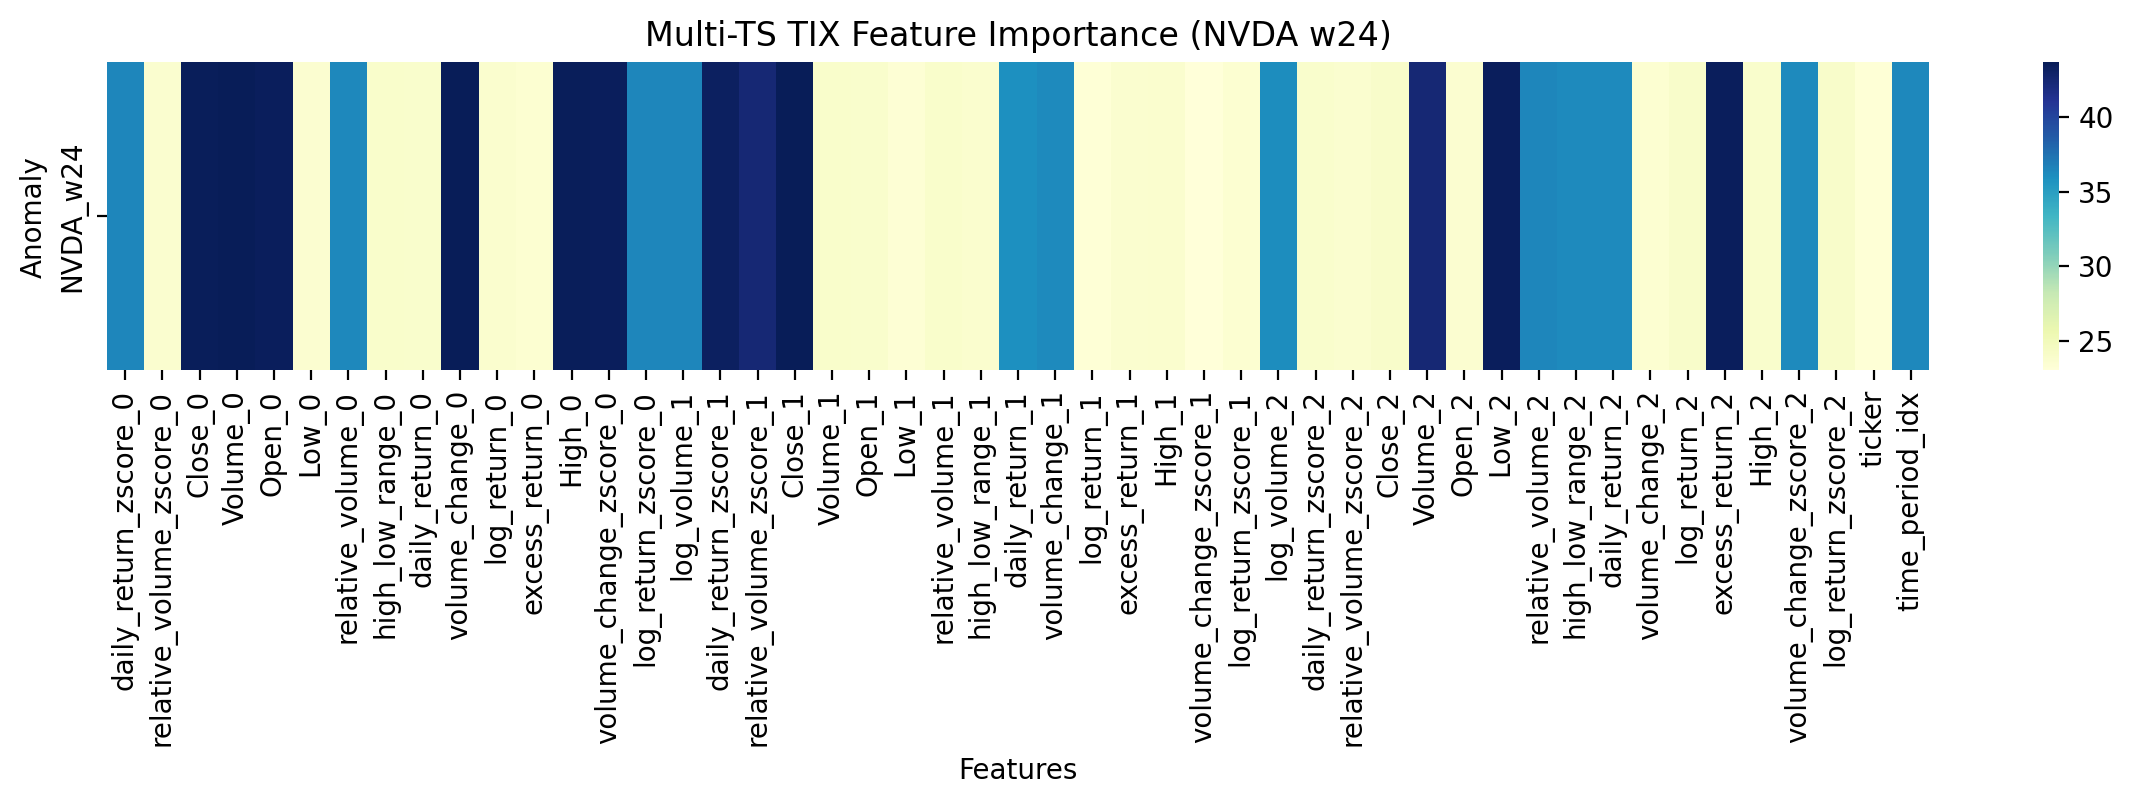 Multi-TS TIX Feature Importance (NVDA w24)
Anomaly
NVDA_w24
daily_return_zscore_0
relative_volume_zscore_0
Close_0
Volume_0
Open_0
Low_0
relative_volume_0
high_low_range_0
daily_return_0
volume_change_0
log_return_0
excess_return_0
High_0
volume_change_zscore_0
log_return_zscore_0
log_volume_1
daily_return_zscore_1
relative_volume_zscore_1
Close_1
Volume_1
Open_1
Low_1
relative_volume_1
high_low_range_1
daily_return_1
volume_change_1
log_return_1
excess_return_1
High_1
volume_change_zscore_1
log_return_zscore_1
log_volume_2
daily_return_zscore_2
relative_volume_zscore_2
Close_2
Volume_2
Open_2
Low_2
relative_volume_2
high_low_range_2
daily_return_2
volume_change_2
log_return_2
excess_return_2
High_2
volume_change_zscore_2
log_return_zscore_2
ticker
time_period_idx
Features
40
35
30
25